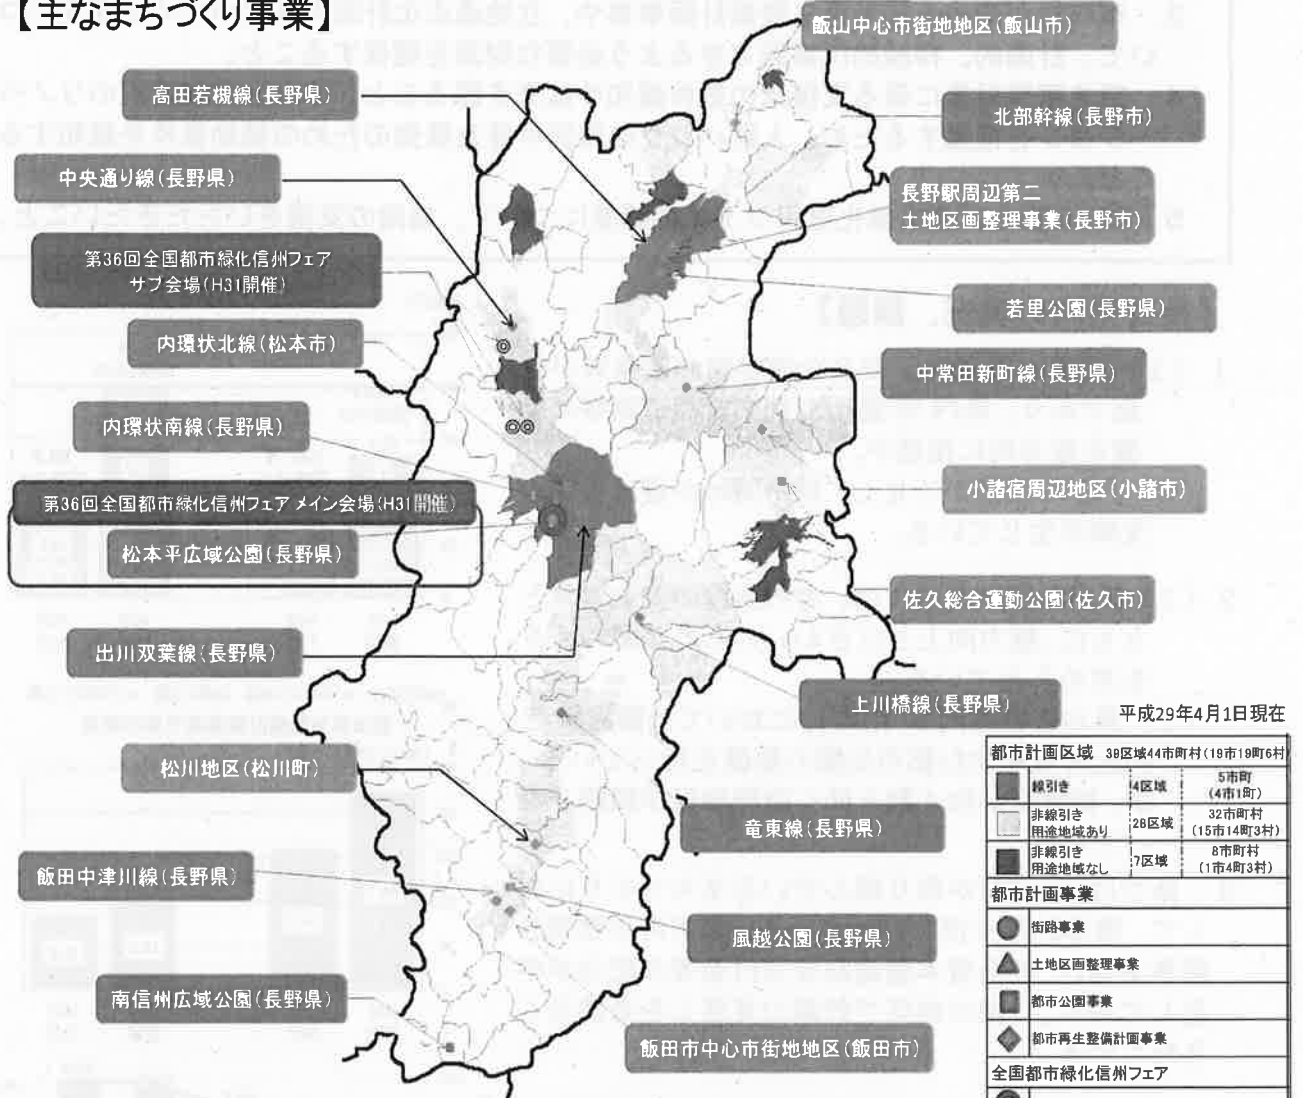 【主なまちづくり事業】
飯山中心市街地地区(飯山市)
高田若槻線(長野県)
北部幹線(長野市)
中央通り線(長野県)
長野駅周辺第二
土地区画整理事業(長野市)
第36回全国都市緑化信州フェア
サブ会場(H31開催)
若里公園(長野県)
内環状北線(松本市)
中常田新町線(長野県)
内環状南線(長野県)
小諸宿周辺地区(小諸市)
第36回全国都市緑化信州フェア メイン会場(H31開催)
松本平広域公園(長野県)
佐久総合運動公園(佐久市)
出川双葉線(長野県)
上川橋線(長野県)
松川地区(松川町)
竜東線(長野県)
飯田中津川線(長野県)
風越公園(長野県)
南信州広域公園(長野県)
飯田市中心市街地地区(飯田市)
平成29年4月1日現在
都市計画区域 39区域44市町村(19市19町6村)
線引き 4区域 5市町
(4市1町)
非線引き
用途地域あり 28区域 32市町村
(15市14町3村)
非線引き
用途地域なし 7区域 8市町村
(1市4町3村)
都市計画事業
街路事業
土地区画整理事業
都市公園事業
都市再生整備計画事業
全国都市緑化信州フェア